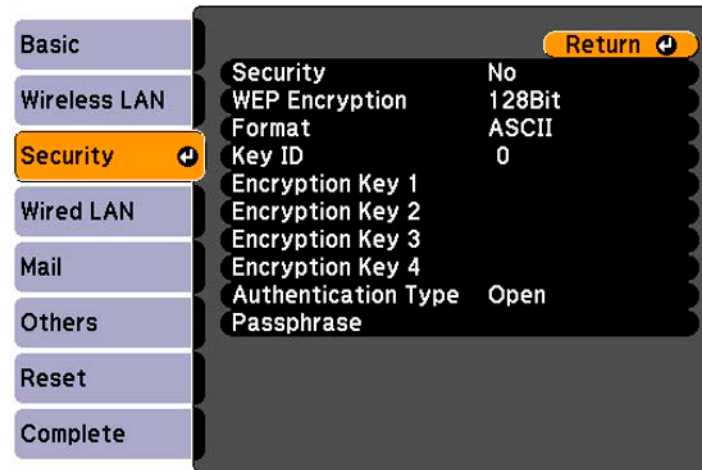 Basic
Wireless LAN
Security
Wired LAN
Mail
Others
Reset
Complete
Return
Security No
WEP Encryption 128Bit
Format ASCII
Key ID 0
Encryption Key 1
Encryption Key 2
Encryption Key 3
Encryption Key 4
Authentication Type Open
Passphrase